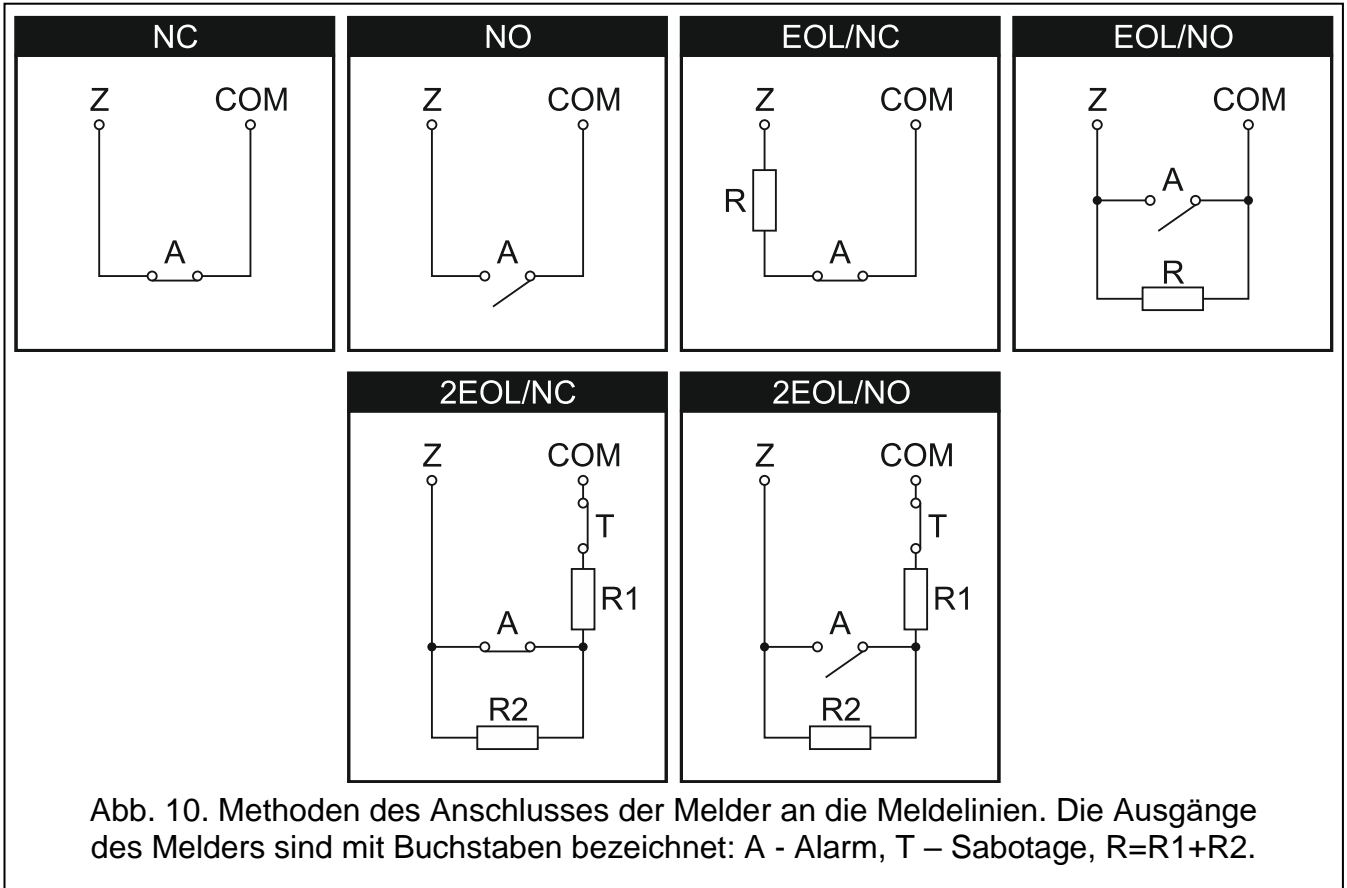 NC NO EOL/NC EOL/NO
Z COM Z COM Z COM Z COM
R A
A A A R
2EOL/NC 2EOL/NO
Z COM Z COM
T T
R1 R1
A A
R2 R2
Abb. 10. Methoden des Anschlusses der Melder an die Meldelinien. Die Ausgänge
des Melders sind mit Buchstaben bezeichnet: A - Alarm, T – Sabotage, R=R1+R2.